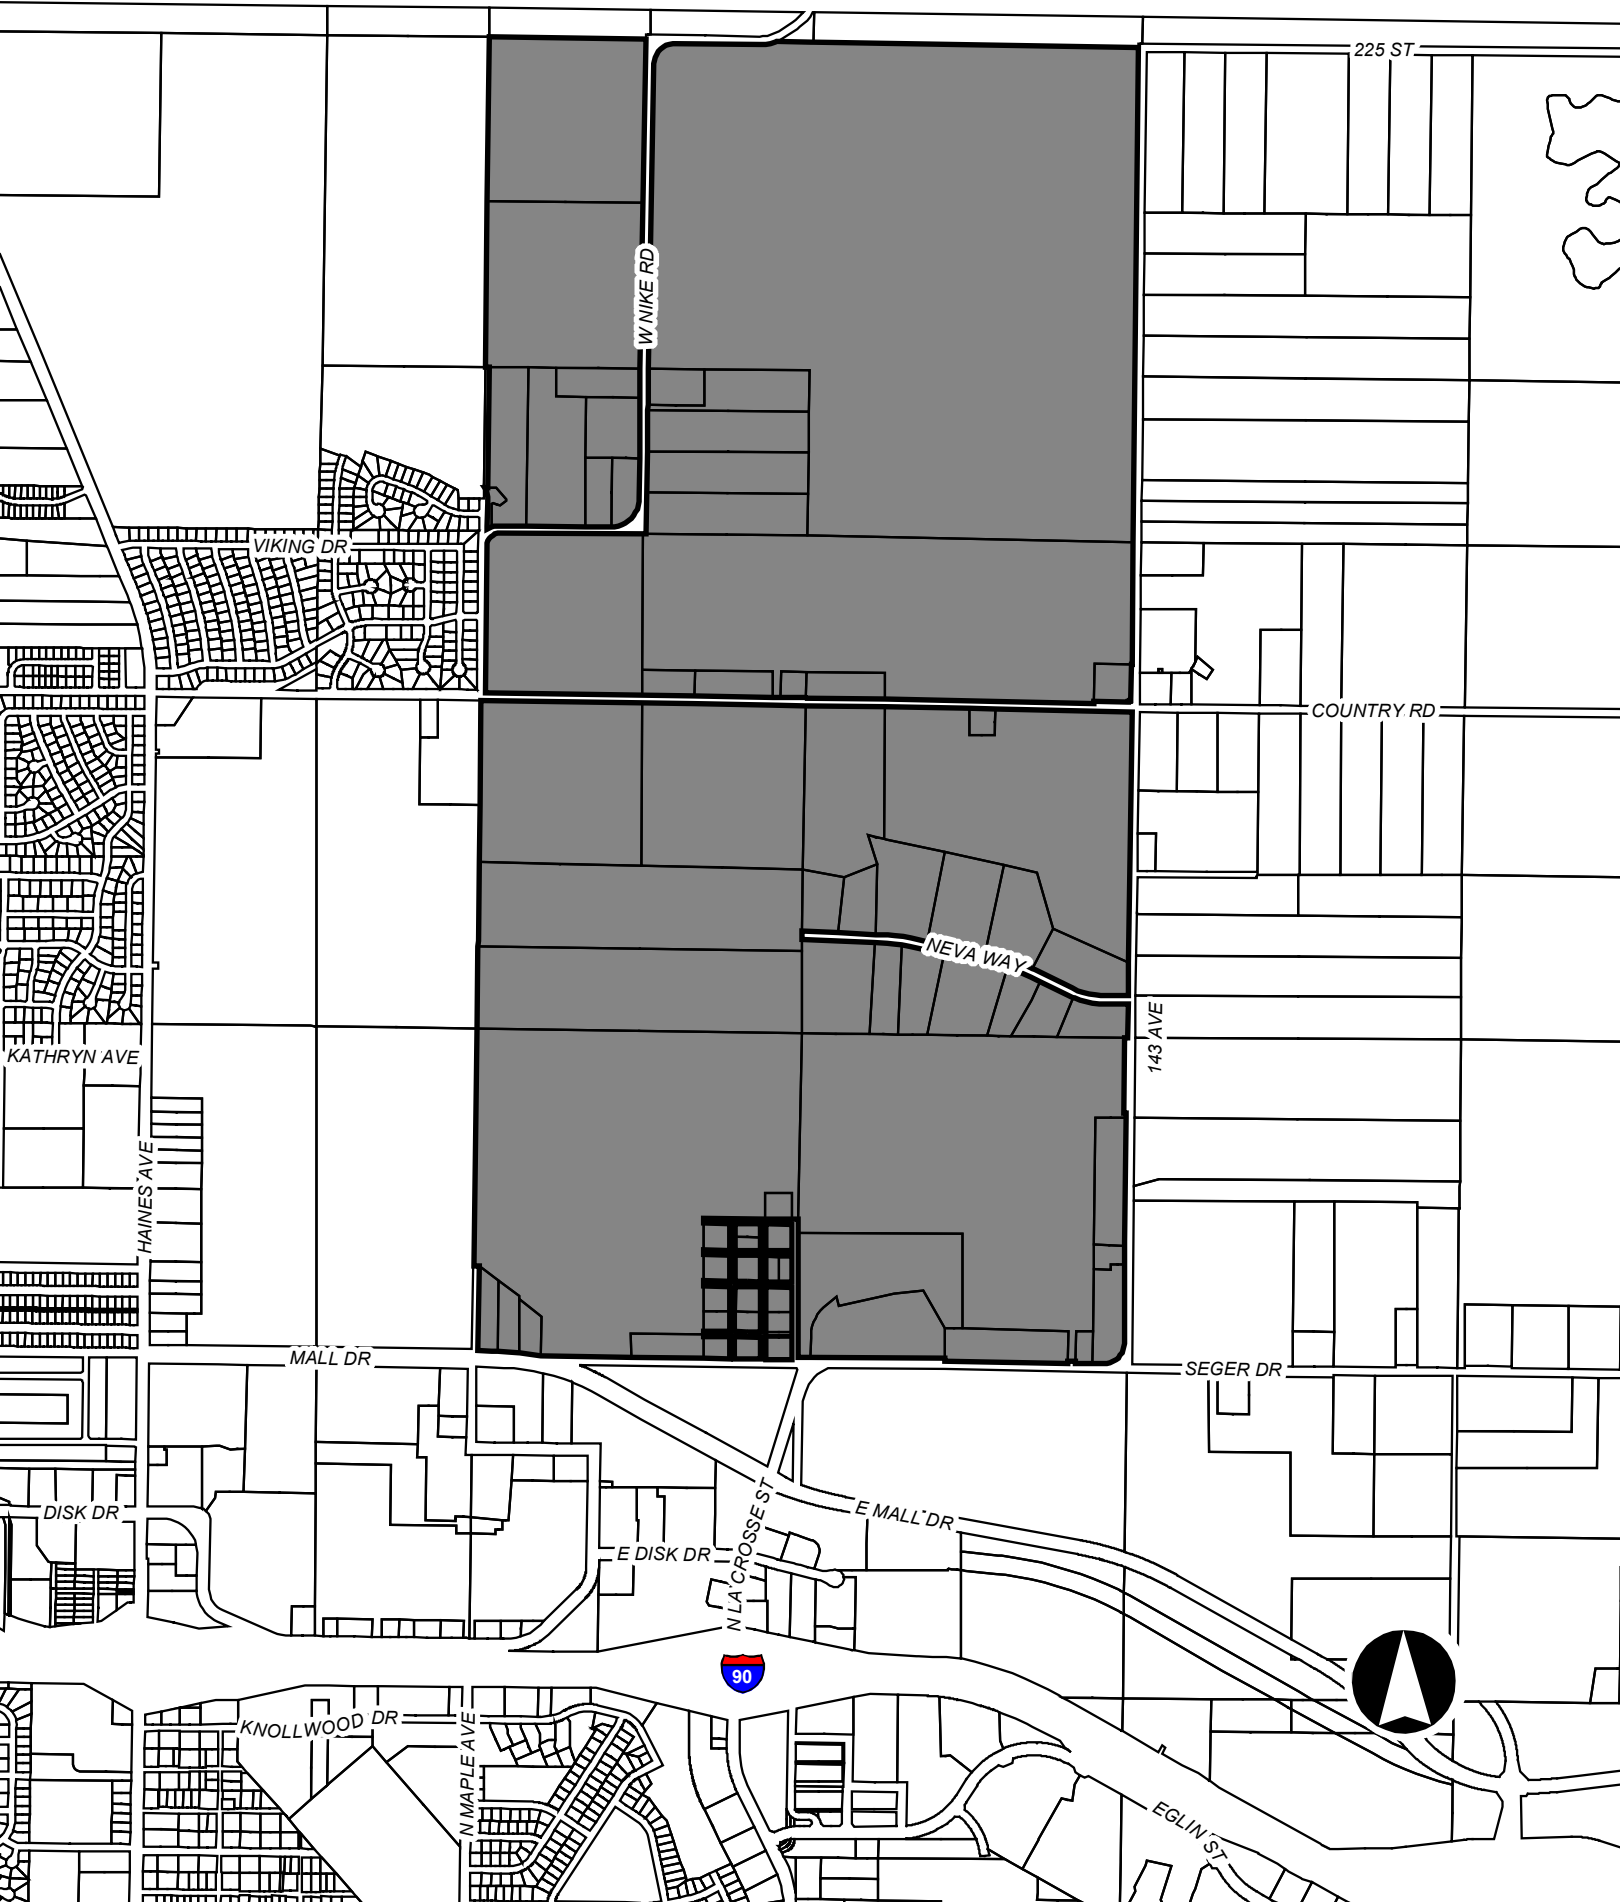 225 ST
W NIKE RD
VIKING DR
COUNTRY RD
NEVA WAY
143 AVE
KATHRYN AVE
HAINES AVE
MALL DR
SEGER DR
DISK DR
E MALL DR
E DISK DR
N LA CROSSE ST
90
KNOLLWOOD DR
N MAPLE AVE
EGLIN ST